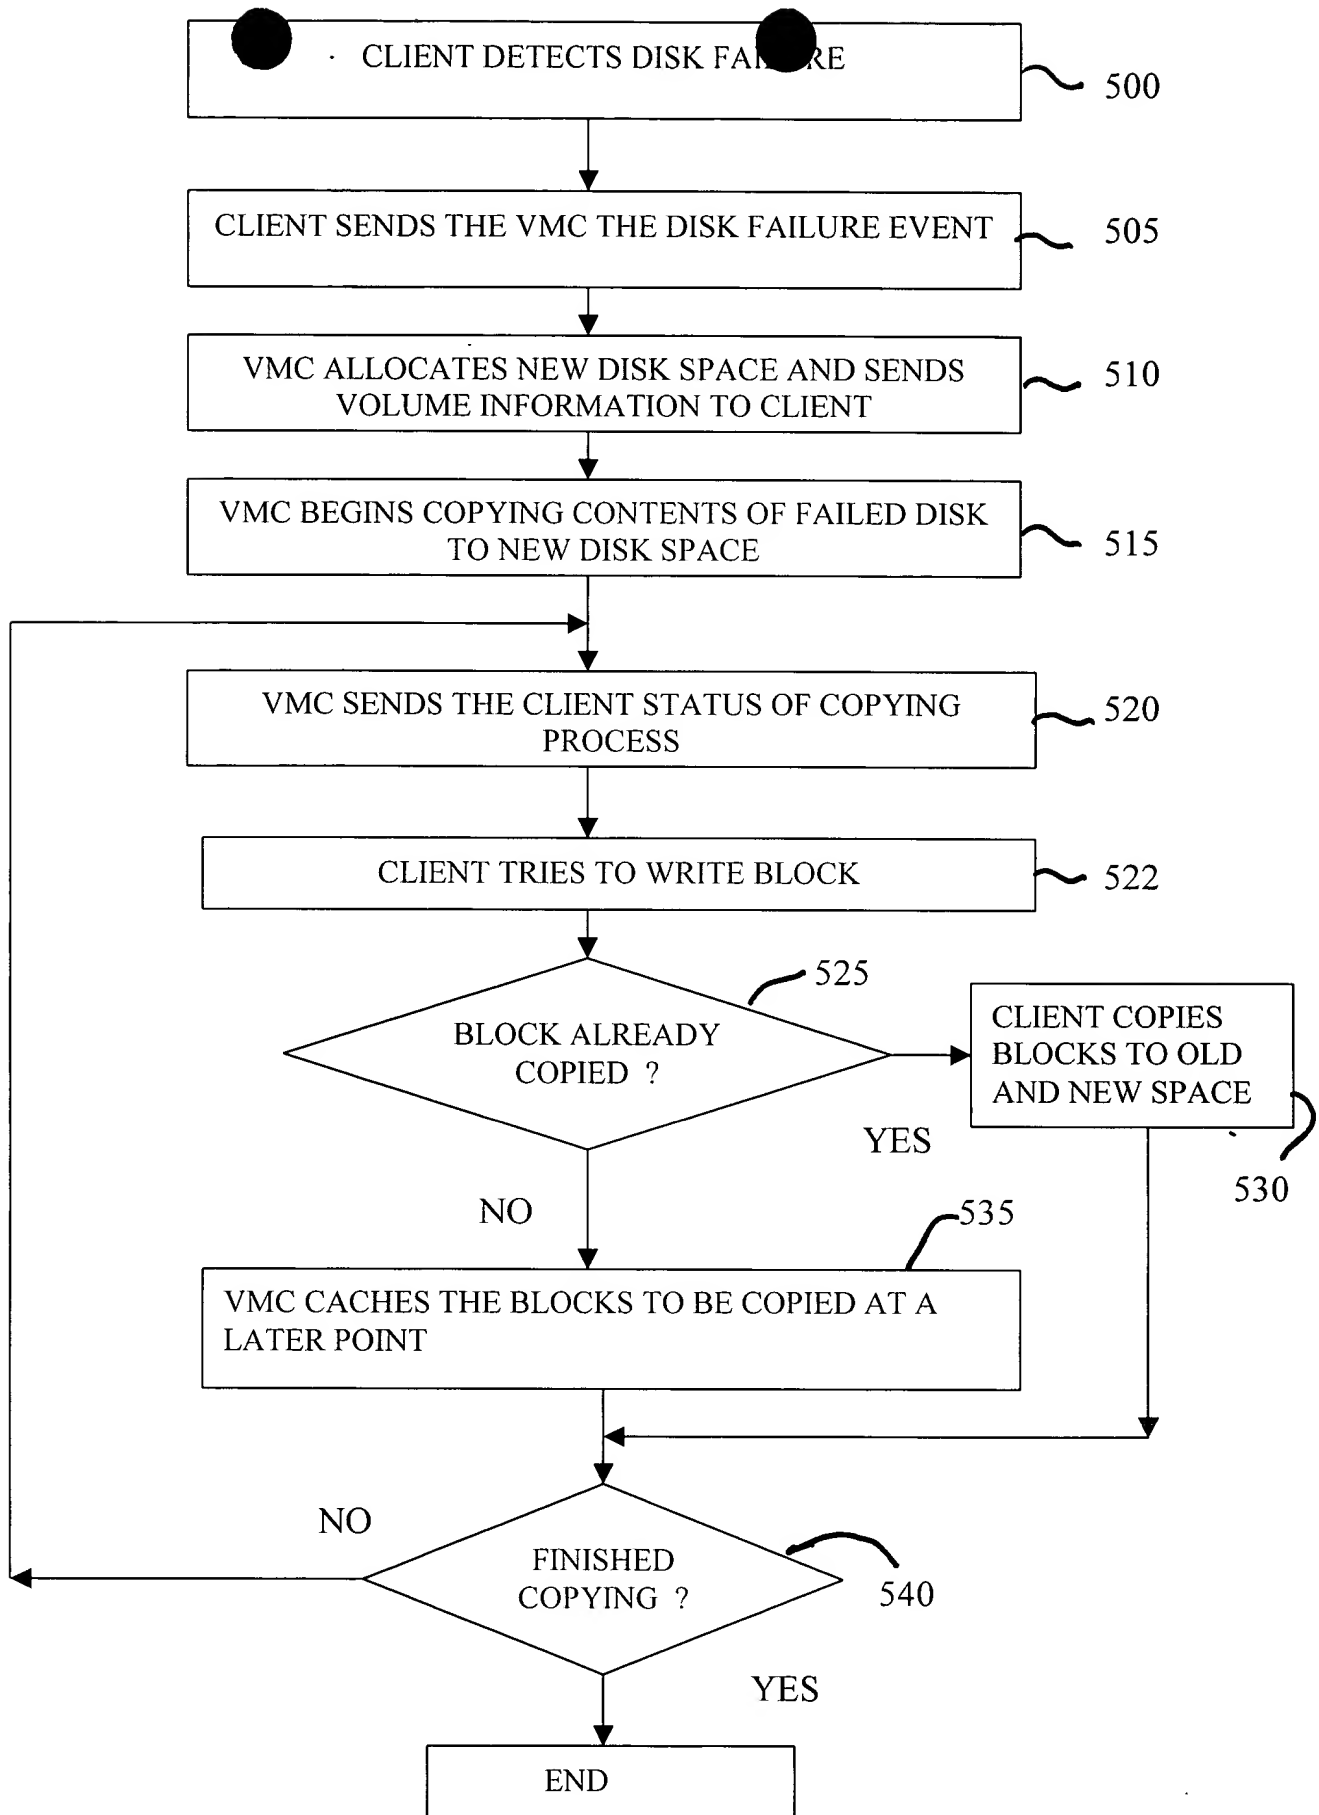 CLIENT DETECTS DISK FAI RE
500
CLIENT SENDS THE VMC THE DISK FAILURE EVENT
505
VMC ALLOCATES NEW DISK SPACE AND SENDS
VOLUME INFORMATION TO CLIENT
510
VMC BEGINS COPYING CONTENTS OF FAILED DISK
TO NEW DISK SPACE
515
VMC SENDS THE CLIENT STATUS OF COPYING
PROCESS
520
CLIENT TRIES TO WRITE BLOCK
522
525
BLOCK ALREADY
COPIED ?
CLIENT COPIES
BLOCKS TO OLD
AND NEW SPACE
YES
530
NO
535
VMC CACHES THE BLOCKS TO BE COPIED AT A
LATER POINT
NO
FINISHED
COPYING ?
540
YES
END